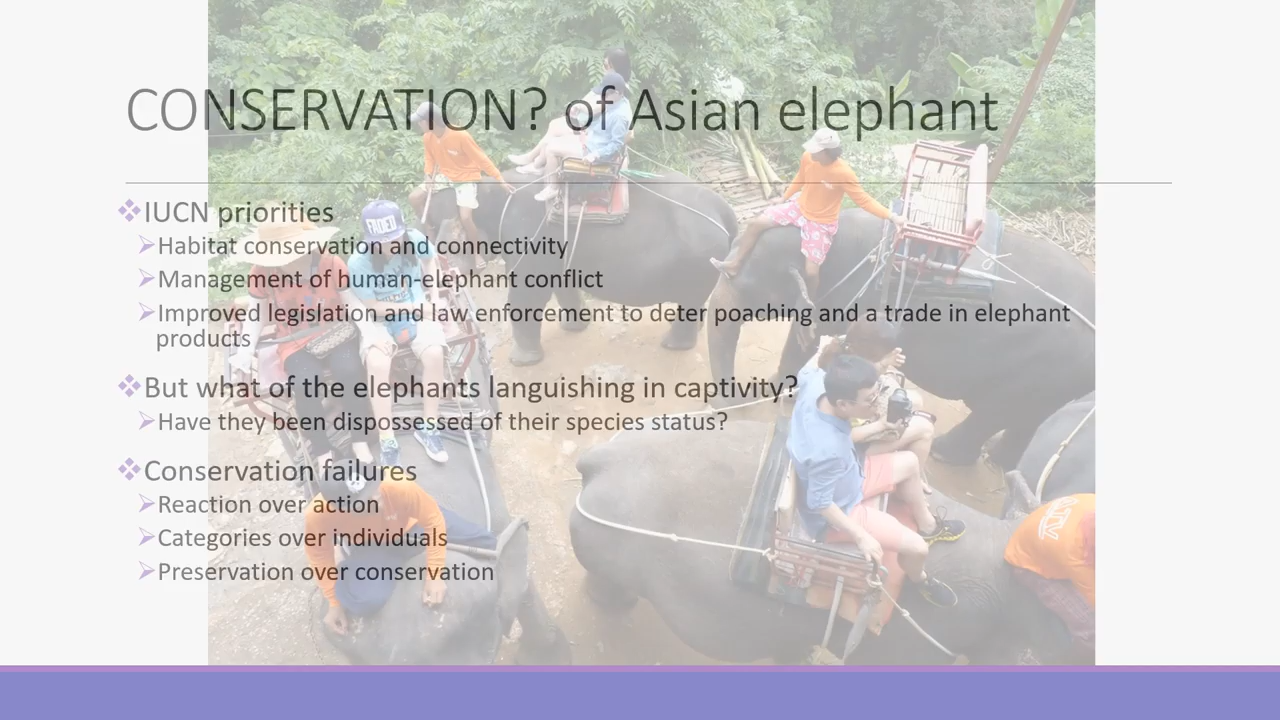 CONSERVATION? of Asian elephant
IUCN priorities
Habitat conservation and connectivity
Management of human-elephant conflict
Improved legislation and law enforcement to deter poaching and a trade in elephant
products
But what of the elephants languishing in captivity?
Have they been dispossessed of their species status?
Conservation failures
Reaction over action
Categories over individuals
Preservation over conservation
FADED